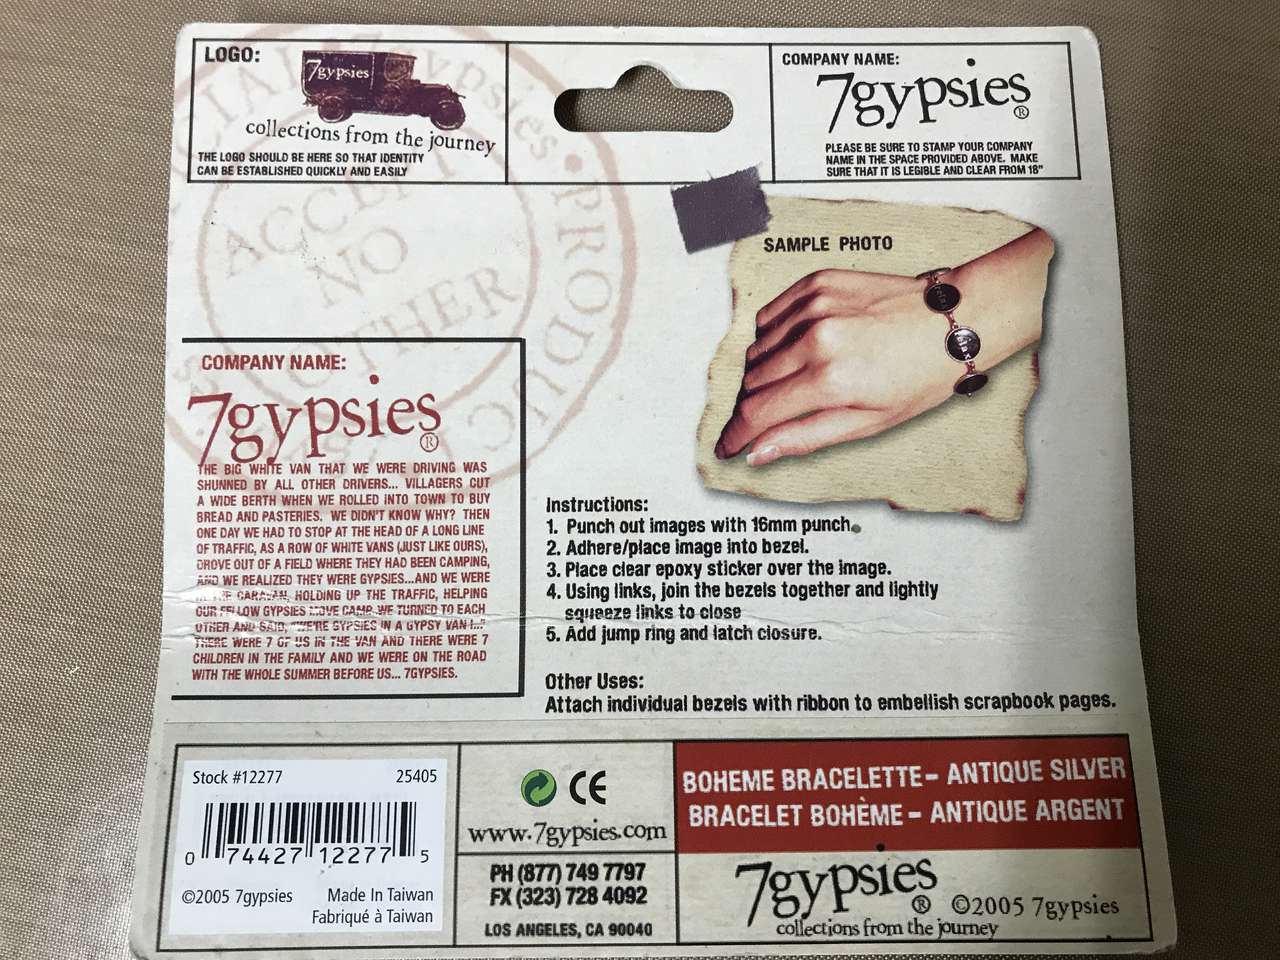 LOGO:
7gypsies
collections from the journey
THE LOGO SHOULD BE HERE SO THAT IDENTITY
CAN BE ESTABLISHED QUICKLY AND EASILY
COMPANY NAME:
7gypsies®
PLEASE BE SURE TO STAMP YOUR COMPANY
NAME IN THE SPACE PROVIDED ABOVE. MAKE
SURE THAT IT IS LEGIBLE AND CLEAR FROM 18"
7gypsies • PRODUC
ACCEPT
NO
OTHER
SAMPLE PHOTO
relax
COMPANY NAME:
7gypsies®
THE BIG WHITE VAN THAT WE WERE DRIVING WAS
SHUNNED BY ALL OTHER DRIVERS... VILLAGERS CUT
A WIDE BERTH WHEN WE ROLLED INTO TOWN TO BUY
BREAD AND PASTERIES. WE DIDN'T KNOW WHY? THEN
ONE DAY WE HAD TO STOP AT THE HEAD OF A LONG LINE
OF TRAFFIC, AS A ROW OF WHITE VANS (JUST LIKE OURS),
DROVE OUT OF A FIELD WHERE THEY HAD BEEN CAMPING,
AND WE REALIZED THEY WERE GYPSIES...AND WE WERE
IN THE CARAVAN, HOLDING UP THE TRAFFIC, HELPING
OUR FELLOW GYPSIES MOVE CAMP. WE TURNED TO EACH
OTHER AND SAID, "WE'RE GYPSIES IN A GYPSY VAN !..."
THERE WERE 7 OF US IN THE VAN AND THERE WERE 7
CHILDREN IN THE FAMILY AND WE WERE ON THE ROAD
WITH THE WHOLE SUMMER BEFORE US... 7GYPSIES.
Instructions:
1. Punch out images with 16mm punch.
2. Adhere/place image into bezel.
3. Place clear epoxy sticker over the image.
4. Using links, join the bezels together and lightly
squeeze links to close
5. Add jump ring and latch closure.
Other Uses:
Attach individual bezels with ribbon to embellish scrapbook pages.
Stock #12277 25405
0 74427 12277 5
©2005 7gypsies Made In Taiwan
Fabriqué à Taiwan
CE
www.7gypsies.com
PH (877) 749 7797
FX (323) 728 4092
LOS ANGELES, CA 90040
BOHEME BRACELETTE - ANTIQUE SILVER
BRACELET BOHÈME - ANTIQUE ARGENT
7gypsies® ©2005 7gypsies
collections from the journey